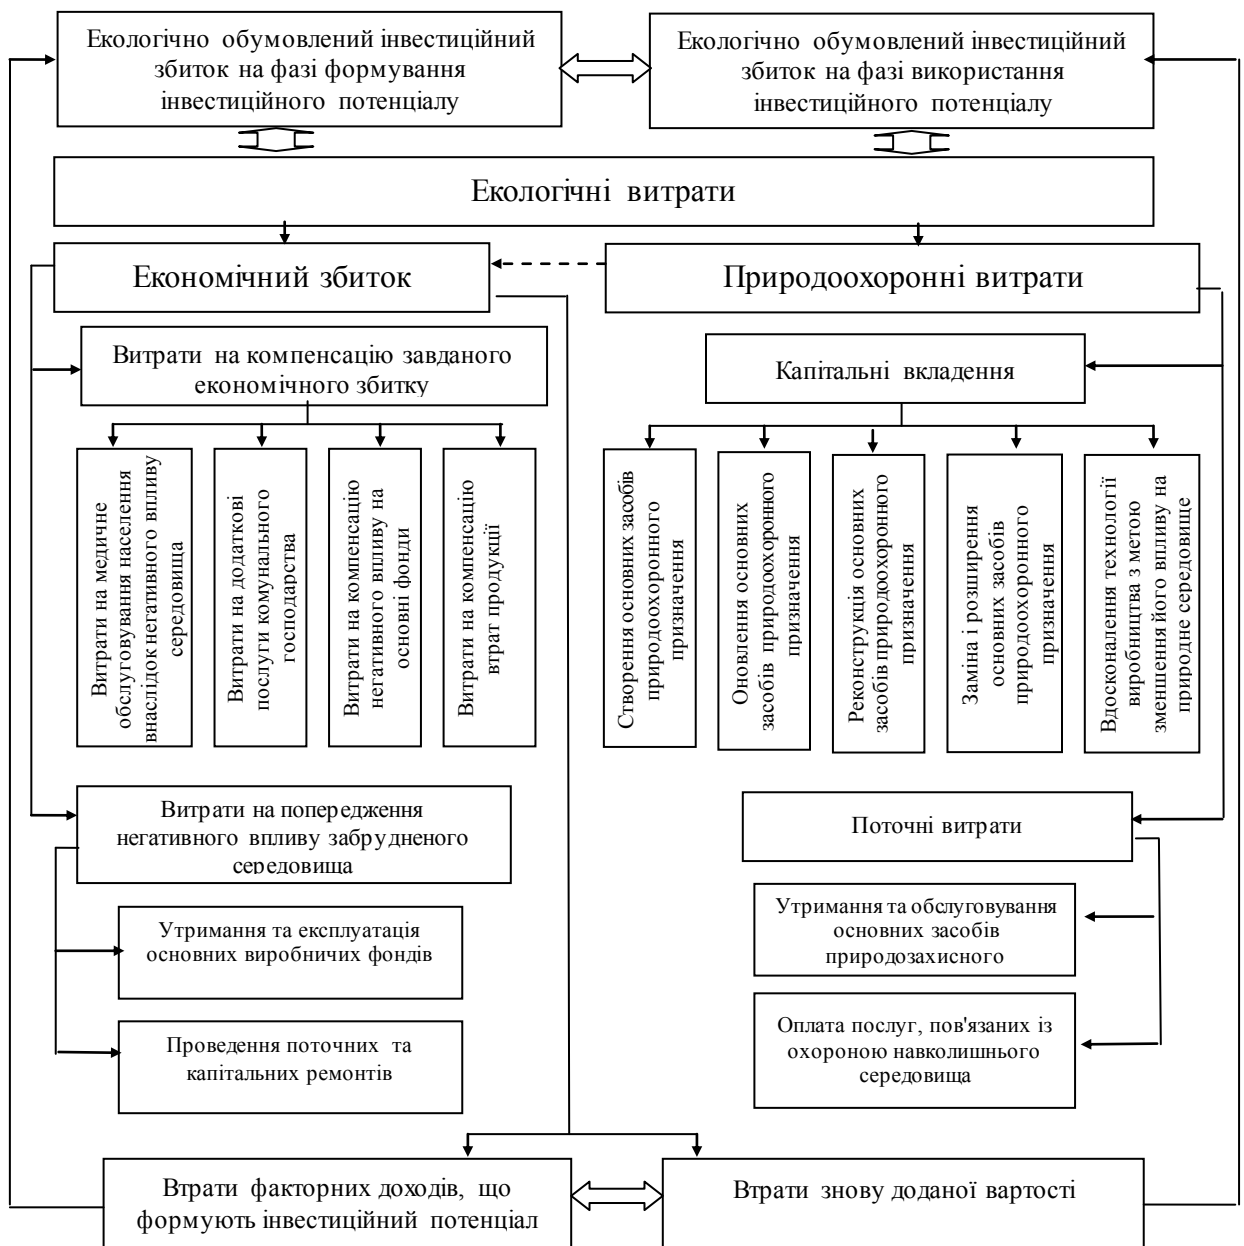 Екологічно обумовлений інвестиційний
збиток на фазі формування
інвестиційного потенціалу
Екологічно обумовлений інвестиційний
збиток на фазі використання
інвестиційного потенціалу
Екологічні витрати
Економічний збиток
Природоохоронні витрати
Витрати на компенсацію завданого
економічного збитку
Капітальні вкладення
Витрати на медичне
обслуговування населення
внаслідок негативного впливу
середовища
Витрати на додаткові
послуги комунального
господарства
Витрати на компенсацію
негативного впливу на
основні фонди
Витрати на компенсацію
втрат продукції
Створення основних засобів
природоохоронного
призначення
Оновлення основних
засобів природоохоронного
призначення
Реконструкція основних
засобів природоохоронного
призначення
Заміна і розширення
основних засобів
природоохоронного
призначення
Вдосконалення технології
виробництва з метою
зменшення його впливу на
природне середовище
Витрати на попередження
негативного впливу забрудненого
середовища
Поточні витрати
Утримання та експлуатація
основних виробничих фондів
Проведення поточних та
капітальних ремонтів
Утримання та обслуговування
основних засобів
природозахисного
Оплата послуг, пов'язаних із
охороною навколишнього
середовища
Втрати факторних доходів, що
формують інвестиційний потенціал
Втрати знову доданої вартості